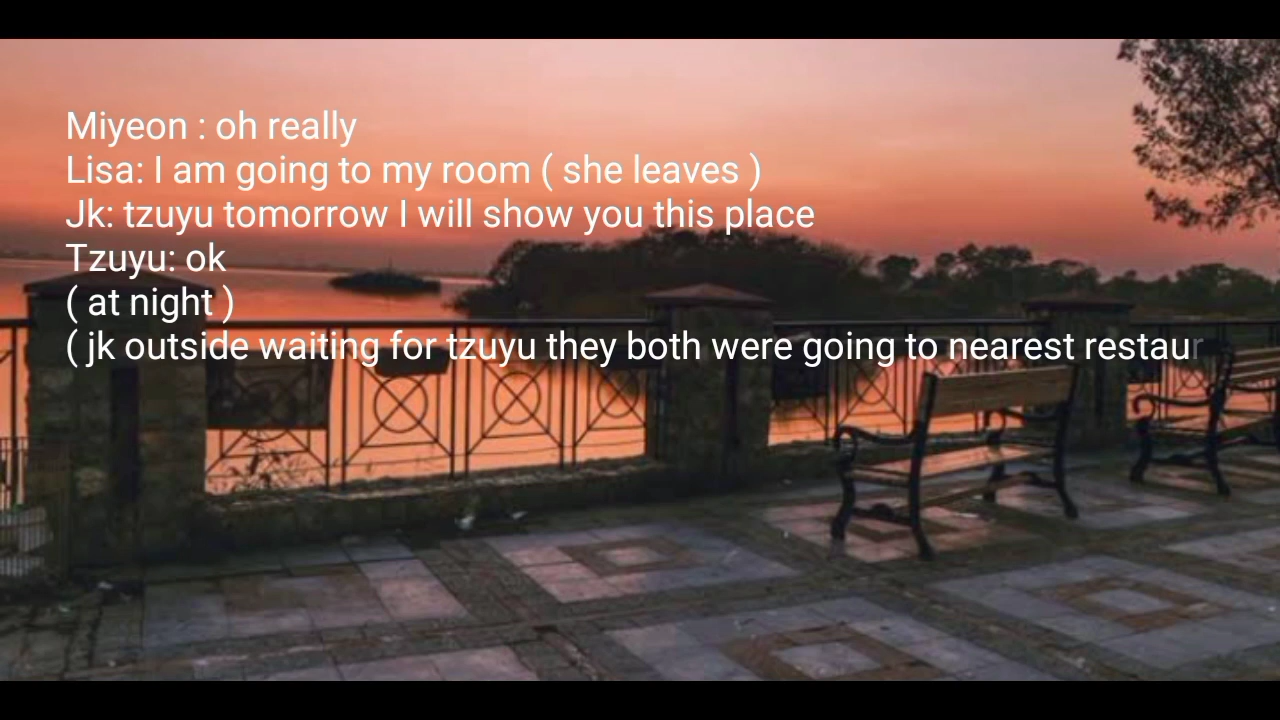 Miyeon : oh really
Lisa: I am going to my room ( she leaves )
Jk: tzuyu tomorrow I will show you this place
Tzuyu: ok
( at night )
( jk outside waiting for tzuyu they both were going to nearest restaur